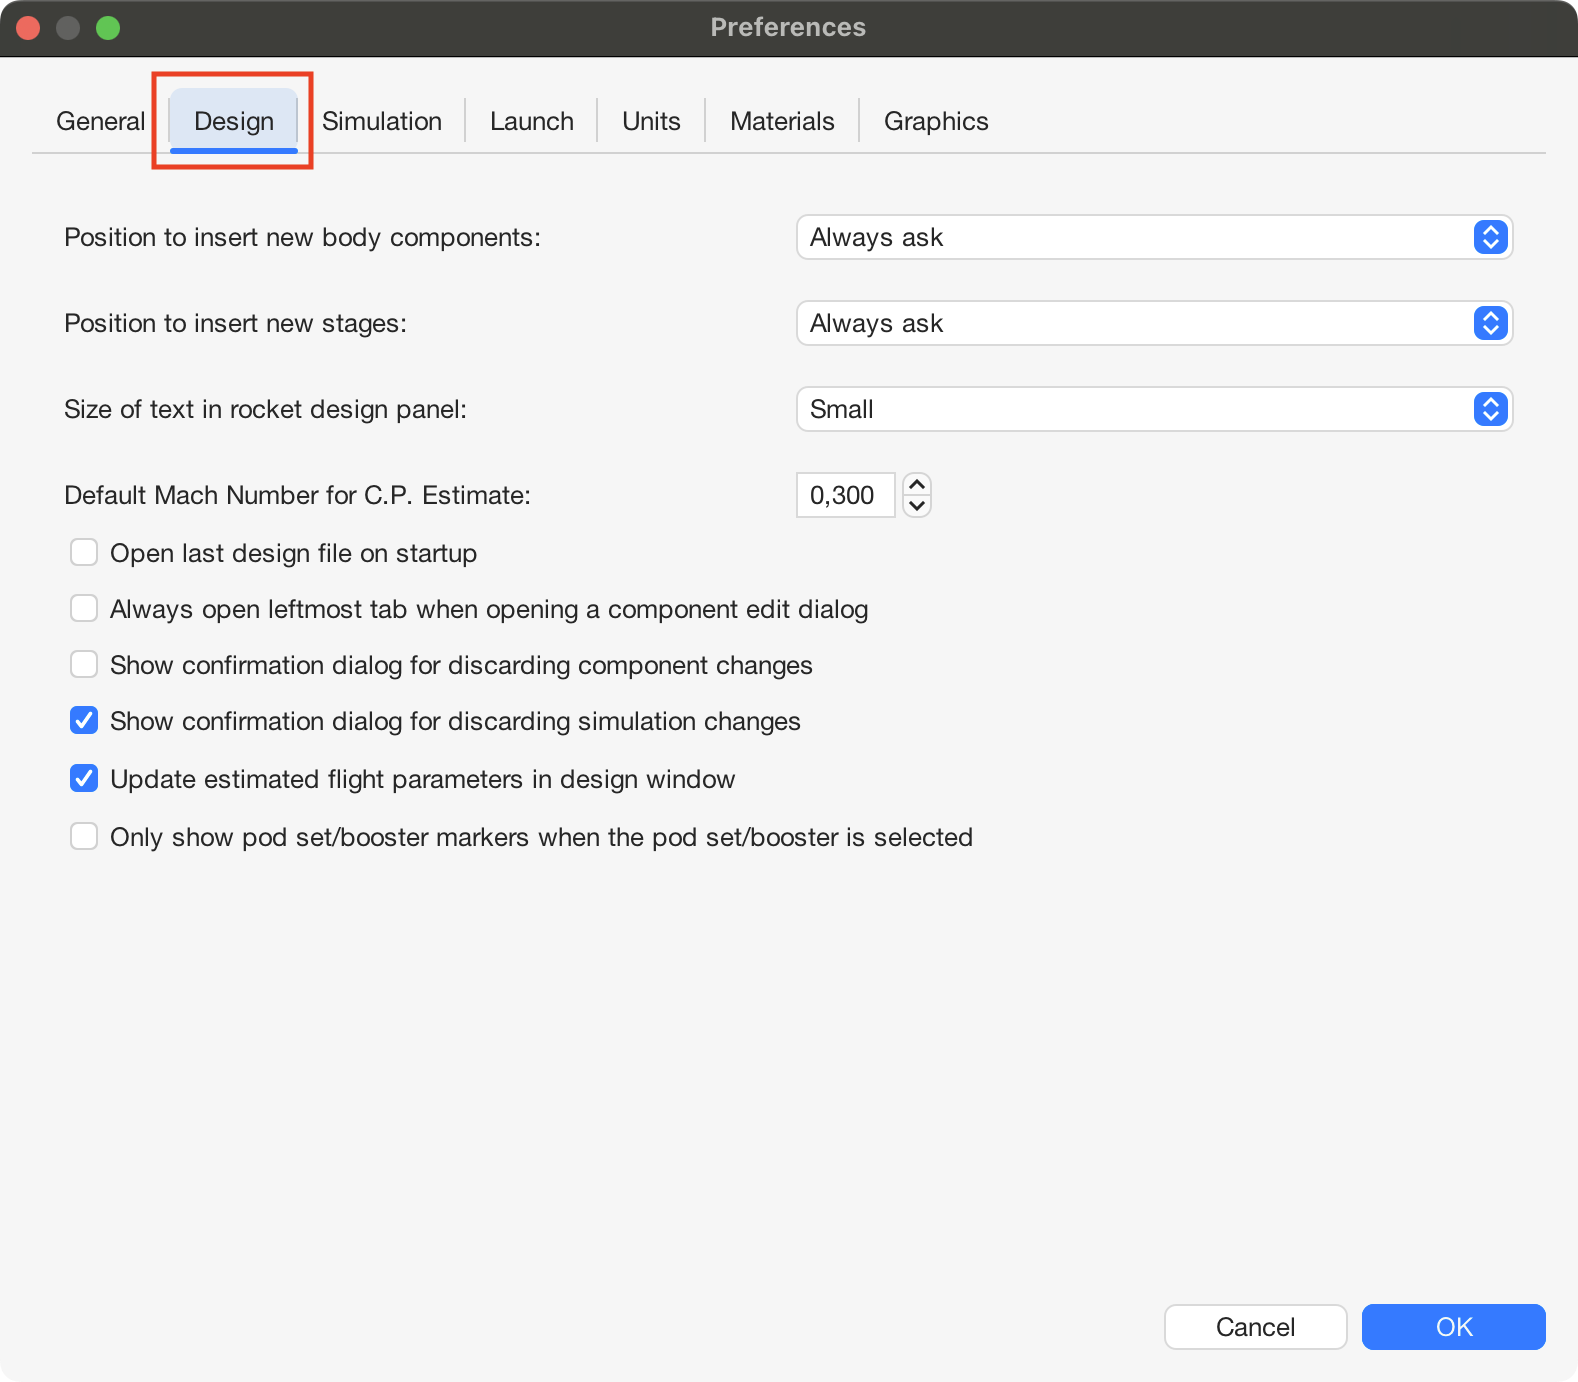 Preferences
General Design Simulation Launch Units Materials Graphics
Position to insert new body components: Always ask
Position to insert new stages: Always ask
Size of text in rocket design panel: Small
Default Mach Number for C.P. Estimate: 0,300
Open last design file on startup
Always open leftmost tab when opening a component edit dialog
Show confirmation dialog for discarding component changes
Show confirmation dialog for discarding simulation changes
Update estimated flight parameters in design window
Only show pod set/booster markers when the pod set/booster is selected
Cancel OK